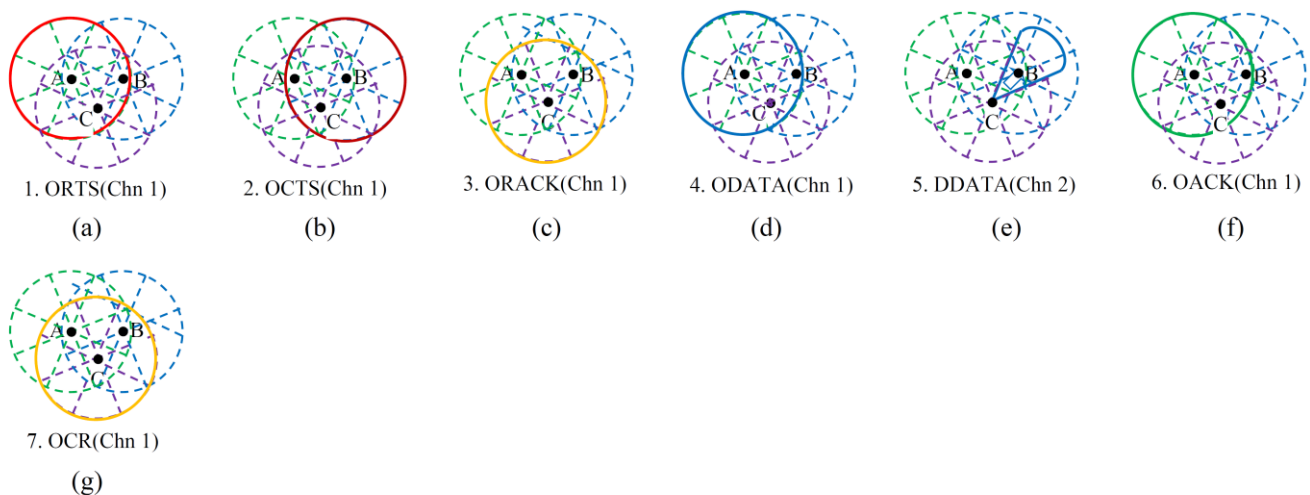 A B C
1. ORTS(Chn 1)
(a)
A B C
2. OCTS(Chn 1)
(b)
A B C
3. ORACK(Chn 1)
(c)
A B C
4. ODATA(Chn 1)
(d)
A B C
5. DDATA(Chn 2)
(e)
A B C
6. OACK(Chn 1)
(f)
A B C
7. OCR(Chn 1)
(g)